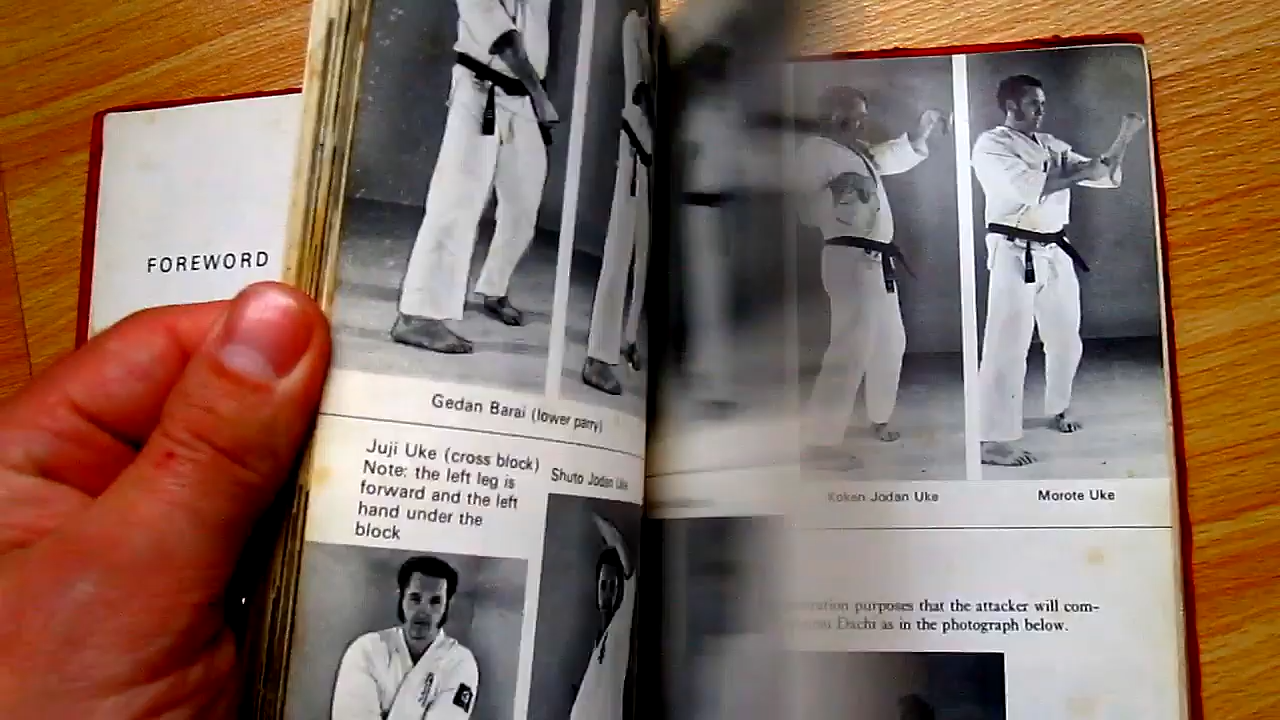 FOREWORD
Gedan Barai (lower parry)
Juji Uke (cross block)
Note: the left leg is
forward and the left
hand under the
block
Shuto Jodan Uke
Koken Jodan Uke
Morote Uke
purposes that the attacker will com-
Dachi as in the photograph below.